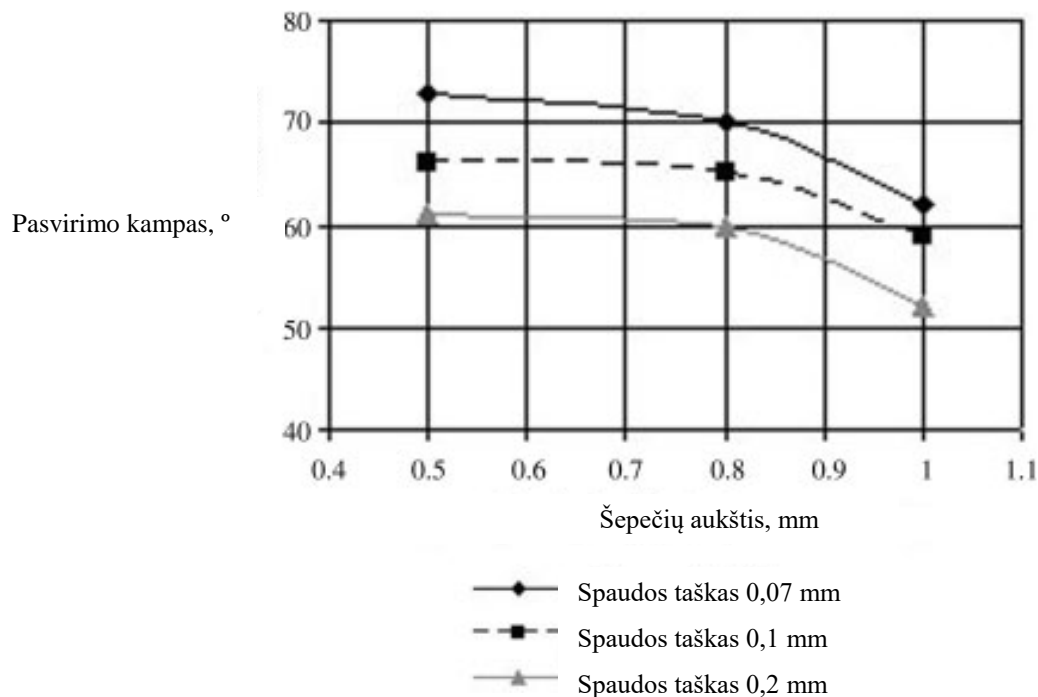 80
70
Pasvirimo kampas, º
60
50
40
0.4 0.5 0.6 0.7 0.8 0.9 1 1.1
Šepečių aukštis, mm
Spaudos taškas 0,07 mm
Spaudos taškas 0,1 mm
Spaudos taškas 0,2 mm